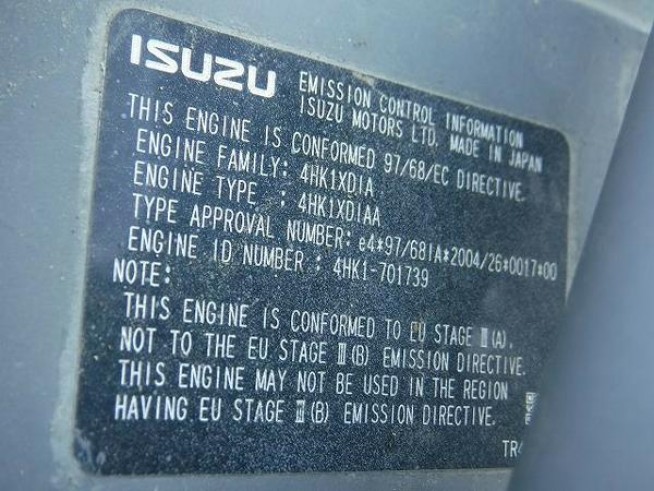 ISUZU
EMISSION CONTROL INFORMATION
ISUZU MOTORS LTD. MADE IN JAPAN
THIS ENGINE IS CONFORMED 97/68/EC DIRECTIVE.
ENGINE FAMILY: 4HK1XDIA
ENGINE TYPE : 4HK1XDIAA
TYPE APPROVAL NUMBER: e4*97/68IA*2004/26*0017*00
ENGINE ID NUMBER : 4HK1-701739
NOTE:
THIS ENGINE IS CONFORMED TO EU STAGE Ⅲ(A),
NOT TO THE EU STAGE Ⅲ(B) EMISSION DIRECTIVE.
THIS ENGINE MAY NOT BE USED IN THE REGION
HAVING EU STAGE Ⅲ(B) EMISSION DIRECTIVE.